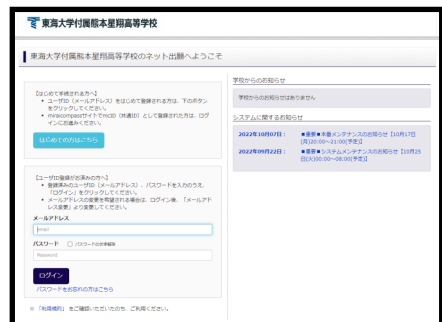 東海大学付属熊本星翔高等学校
東海大学付属熊本星翔高等学校のネット出願へようこそ
【はじめて手続される方へ】
• ユーザID（メールアドレス）をはじめて登録される方は、下のボタン
をクリックしてください。
• miraicompassサイトでmcID（共通ID）として登録された方は、ログ
インにお進みください。
はじめての方はこちら
【ユーザID登録がお済みの方へ】
• 登録済みのユーザID（メールアドレス）、パスワードを入力のうえ、
「ログイン」をクリックしてください。
• メールアドレスの変更を希望される場合は、ログイン後、「メールアド
レス変更」より変更してください。
メールアドレス
email
パスワード パスワードの伏字解除
Password
ログイン
パスワードをお忘れの方はこちら
※ 「利用規約」 をご確認いただいたのち、ご利用ください。
学校からのお知らせ
学校からのお知らせはありません
システムに関するお知らせ
2022年10月07日： ■重要■本番メンテナンスのお知らせ【10月17日
(月)20:00～21:00(予定)】
2022年09月22日： ■重要■システムメンテナンスのお知らせ【10月25
日(火)00:00～08:00(予定)】